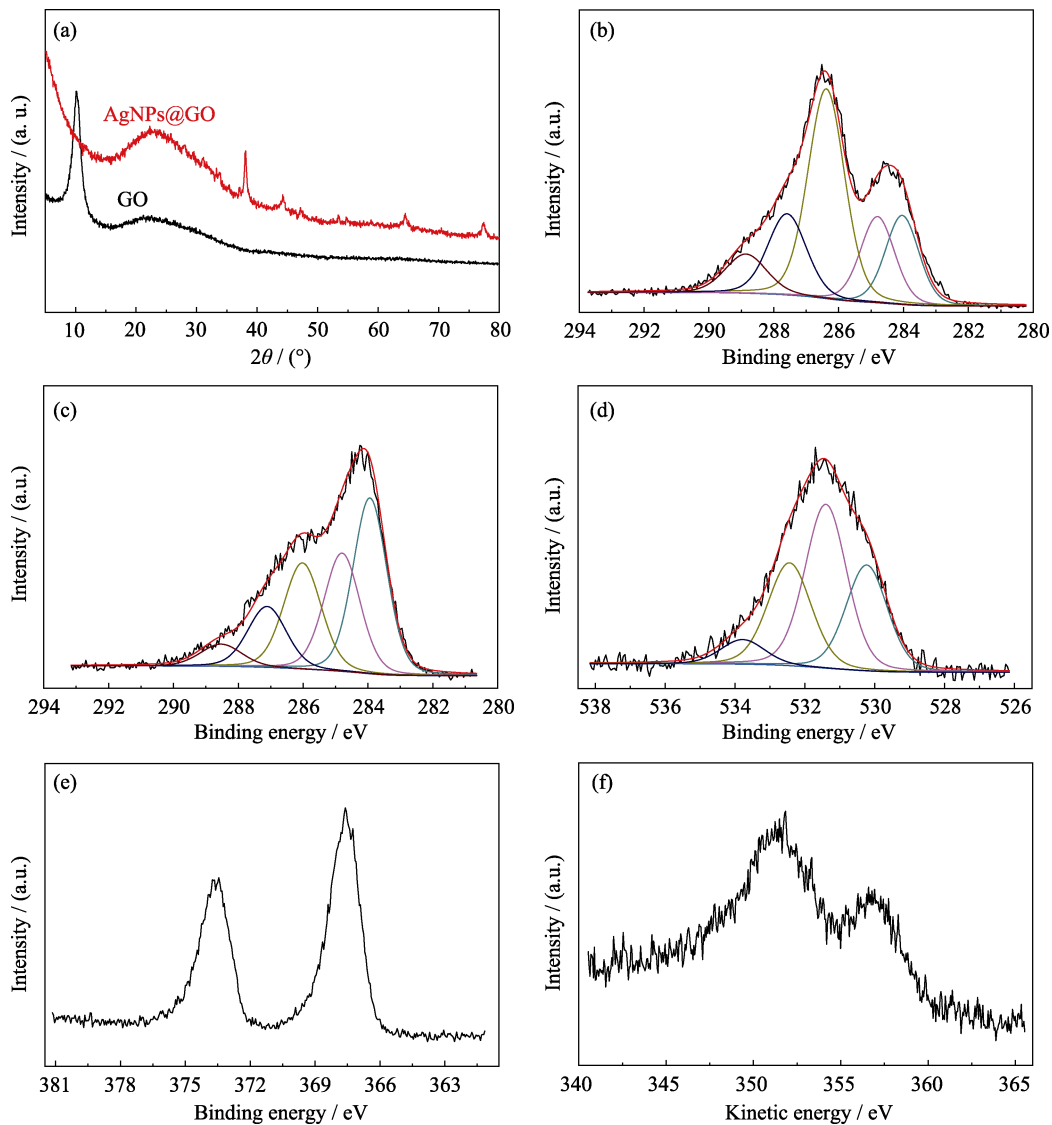 (a)
AgNPs@GO
GO
Intensity / (a. u.)
10 20 30 40 50 60 70 80
2θ / (°)
(b)
Intensity / (a.u.)
294 292 290 288 286 284 282 280
Binding energy / eV
(c)
Intensity / (a.u.)
294 292 290 288 286 284 282 280
Binding energy / eV
(d)
Intensity / (a.u.)
538 536 534 532 530 528 526
Binding energy / eV
(e)
Intensity / (a.u.)
381 378 375 372 369 366 363
Binding energy / eV
(f)
Intensity / (a.u.)
340 345 350 355 360 365
Kinetic energy / eV